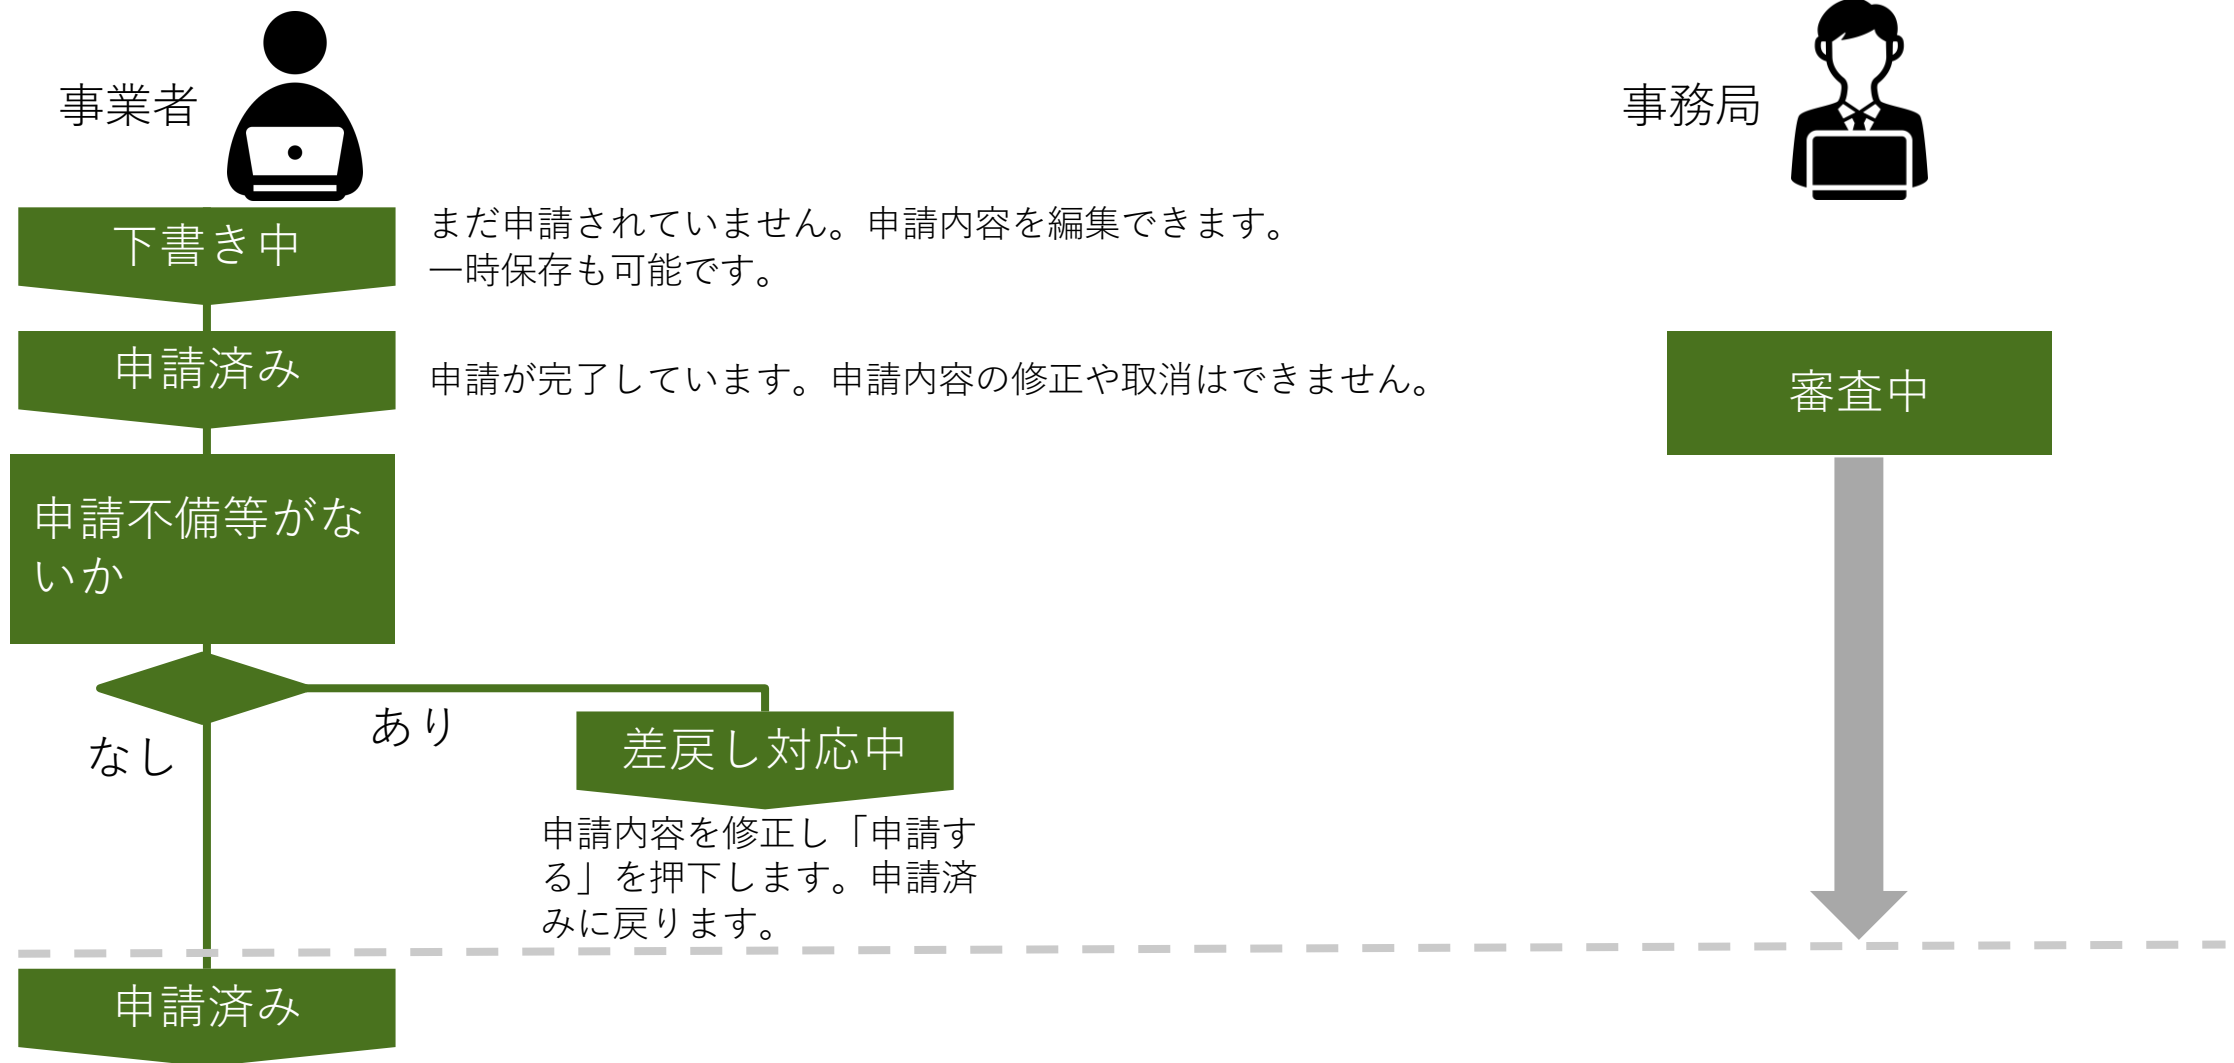 事業者
事務局
下書き中
まだ申請されていません。申請内容を編集できます。
一時保存も可能です。
申請済み
申請が完了しています。申請内容の修正や取消はできません。
審査中
申請不備等がな
いか
あり
なし
差戻し対応中
申請内容を修正し「申請す
る」を押下します。申請済
みに戻ります。
申請済み